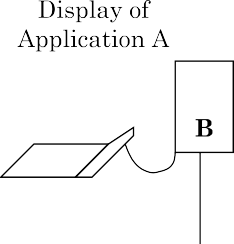 Display of
Application A
B